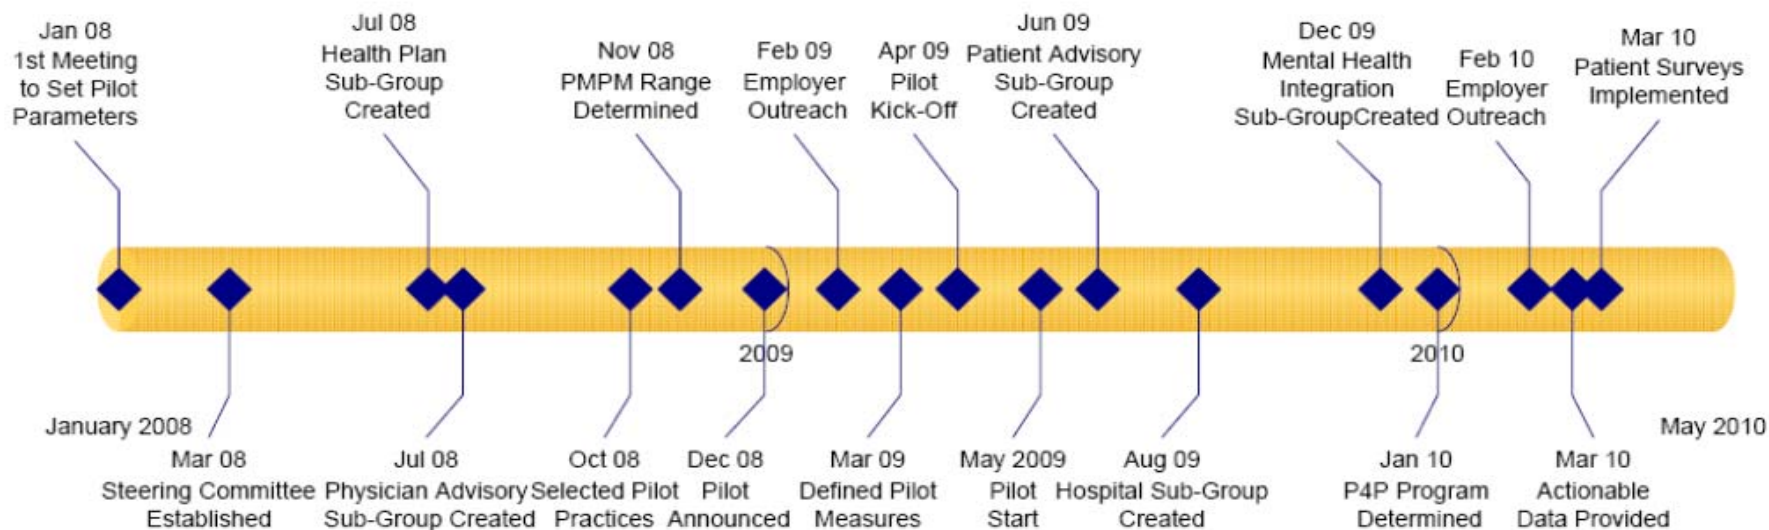 Jan 08
1st Meeting
to Set Pilot
Parameters
Jul 08
Health Plan
Sub-Group
Created
Nov 08
PMPM Range
Determined
Feb 09
Employer
Outreach
Apr 09
Pilot
Kick-Off
Jun 09
Patient Advisory
Sub-Group
Created
Dec 09
Mental Health
Integration
Sub-GroupCreated
Feb 10
Employer
Outreach
Mar 10
Patient Surveys
Implemented
2009
2010
January 2008
May 2010
Mar 08
Steering Committee
Established
Jul 08
Physician Advisory
Sub-Group Created
Oct 08
Selected Pilot
Practices
Dec 08
Pilot
Announced
Mar 09
Defined Pilot
Measures
May 2009
Pilot
Start
Aug 09
Hospital Sub-Group
Created
Jan 10
P4P Program
Determined
Mar 10
Actionable
Data Provided